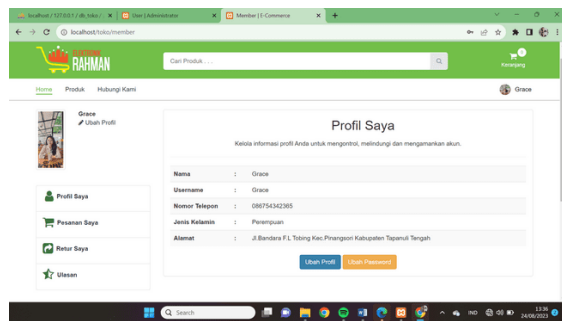 localhost / 127.0.0.1 / db_toko /
User | Administrator
Member | E-Commerce
localhost/toko/member
ELEKTRONIK
RAHMAN
Cari Produk . . .
0
Keranjang
Home
Produk
Hubungi Kami
Grace
Grace
Ubah Profil
Profil Saya
Kelola informasi profil Anda untuk mengontrol, melindungi dan mengamankan akun.
Nama : Grace
Username : Grace
Nomor Telepon : 086754342365
Jenis Kelamin : Perempuan
Alamat : Jl.Bandara F.L Tobing Kec.Pinangsori Kabupaten Tapanuli Tengah
Ubah Profil
Ubah Password
Profil Saya
Pesanan Saya
Retur Saya
Ulasan
Search
IND
13:36
24/06/2023